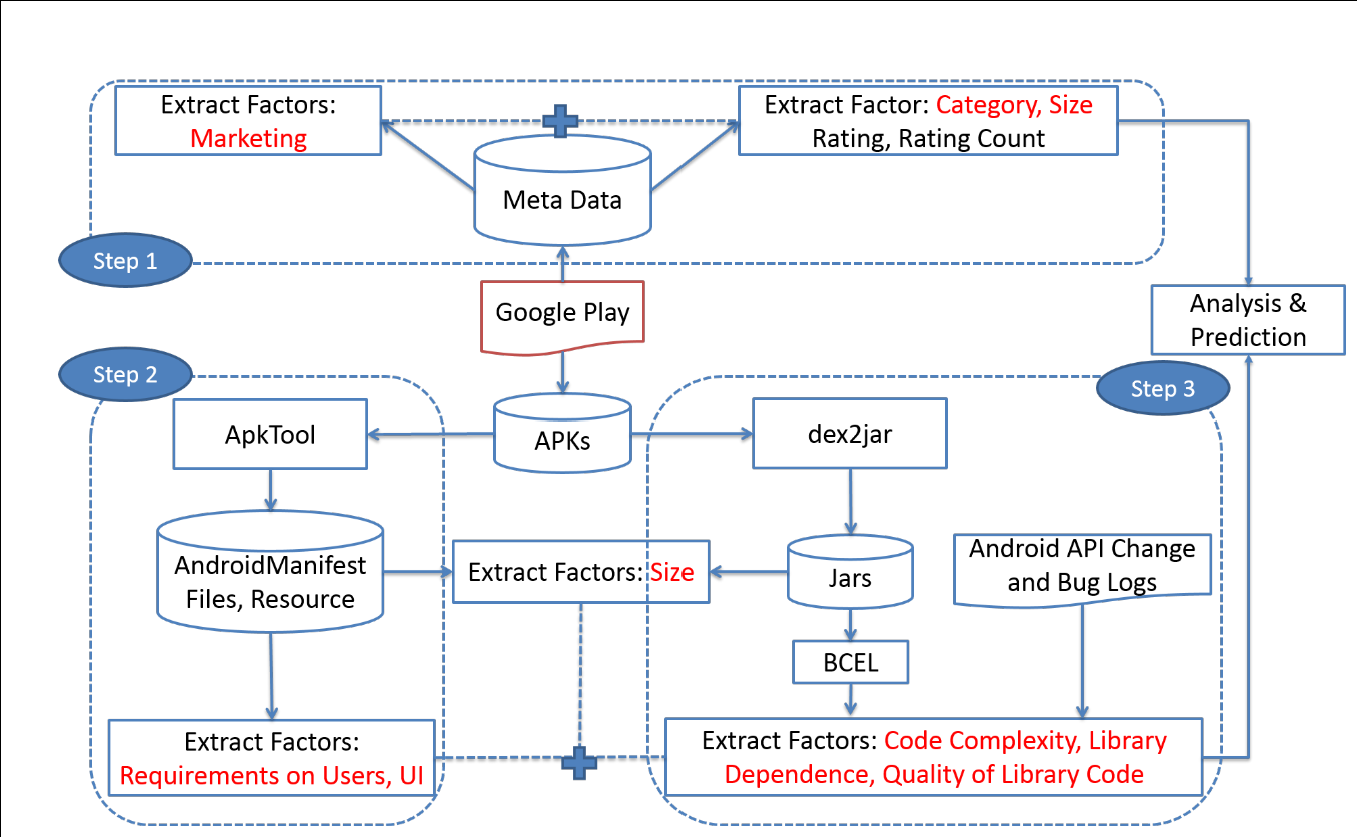 Extract Factors:
Marketing
Extract Factor: Category, Size
Rating, Rating Count
Meta Data
Step 1
Google Play
Analysis &
Prediction
Step 2
Step 3
ApkTool
APKs
dex2jar
AndroidManifest
Files, Resource
Extract Factors: Size
Jars
Android API Change
and Bug Logs
BCEL
Extract Factors:
Requirements on Users, UI
Extract Factors: Code Complexity, Library
Dependence, Quality of Library Code